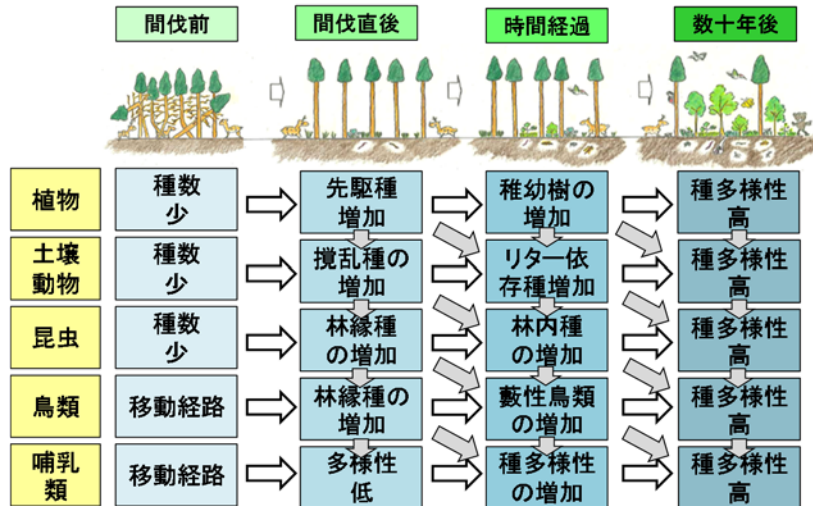 間伐前
間伐直後
時間経過
数十年後
植物
種数
少
先駆種
増加
稚幼樹の
増加
種多様性
高
土壌
動物
種数
少
撹乱種の
増加
リター依
存種増加
種多様性
高
昆虫
種数
少
林縁種
の増加
林内種
の増加
種多様性
高
鳥類
移動経路
林縁種の
増加
藪性鳥類
の増加
種多様性
高
哺乳
類
移動経路
多様性
低
種多様性
の増加
種多様性
高